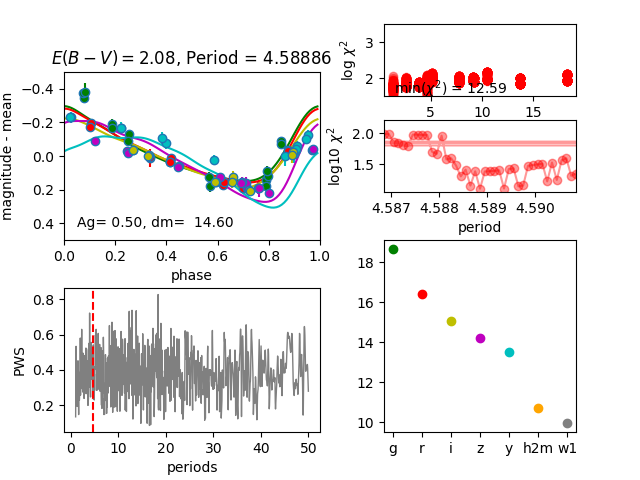 E(B − V) = 2.08, Period = 4.58886
−0.4
−0.2
0.0
0.2
0.4
magnitude - mean
Ag= 0.50, dm=  14.60
0.0 0.2 0.4 0.6 0.8 1.0
phase
3
2
log χ²
min(χ²) = 12.59
5 10 15
2.0
1.5
log10 χ²
4.587 4.588 4.589 4.590
period
0.8
0.6
0.4
0.2
PWS
0 10 20 30 40 50
periods
18
16
14
12
10
g r i z y h2m w1